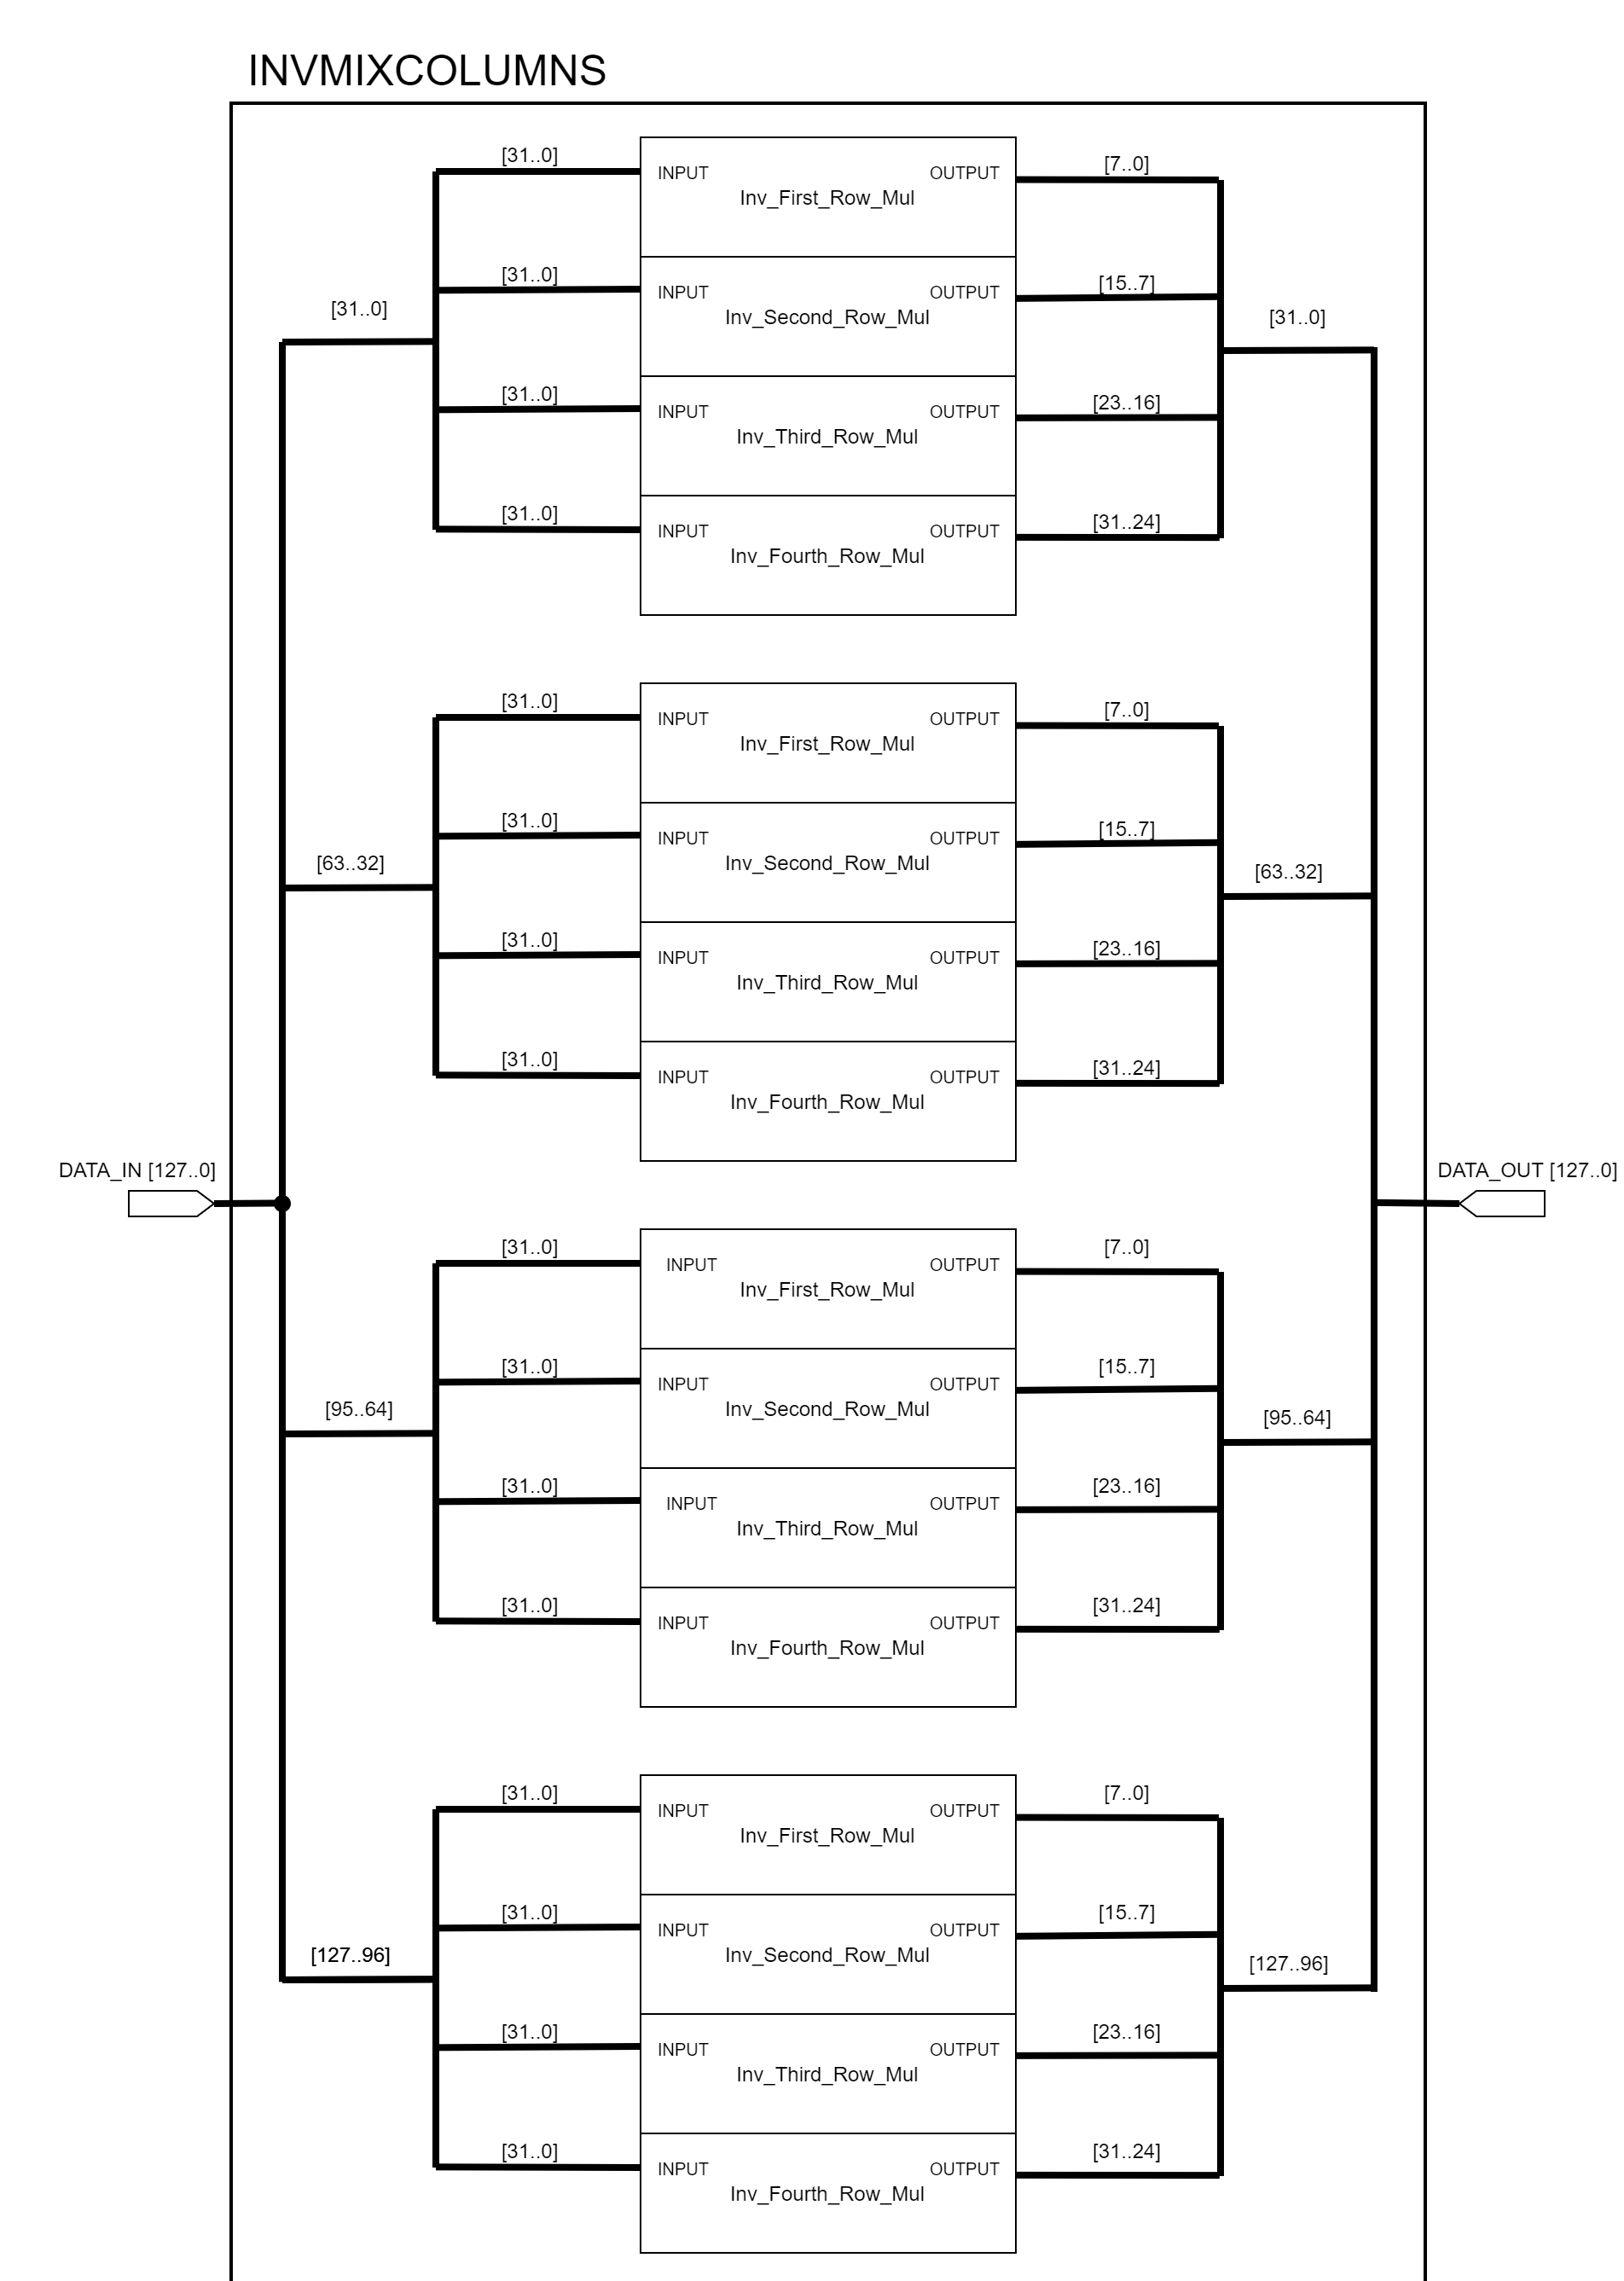 INVMIXCOLUMNS
[31..0]
[7..0]
INPUT
OUTPUT
Inv_First_Row_Mul
[31..0]
[15..7]
INPUT
OUTPUT
Inv_Second_Row_Mul
[31..0]
[31..0]
[31..0]
[23..16]
INPUT
OUTPUT
Inv_Third_Row_Mul
[31..0]
[31..24]
INPUT
OUTPUT
Inv_Fourth_Row_Mul
[31..0]
[7..0]
INPUT
OUTPUT
Inv_First_Row_Mul
[31..0]
[15..7]
INPUT
OUTPUT
Inv_Second_Row_Mul
[63..32]
[63..32]
[31..0]
[23..16]
INPUT
OUTPUT
Inv_Third_Row_Mul
[31..0]
[31..24]
INPUT
OUTPUT
Inv_Fourth_Row_Mul
DATA_IN [127..0]
DATA_OUT [127..0]
[31..0]
[7..0]
INPUT
OUTPUT
Inv_First_Row_Mul
[31..0]
[15..7]
INPUT
OUTPUT
Inv_Second_Row_Mul
[95..64]
[95..64]
[31..0]
[23..16]
INPUT
OUTPUT
Inv_Third_Row_Mul
[31..0]
[31..24]
INPUT
OUTPUT
Inv_Fourth_Row_Mul
[31..0]
[7..0]
INPUT
OUTPUT
Inv_First_Row_Mul
[31..0]
[15..7]
INPUT
OUTPUT
Inv_Second_Row_Mul
[127..96]
[127..96]
[31..0]
[23..16]
INPUT
OUTPUT
Inv_Third_Row_Mul
[31..0]
[31..24]
INPUT
OUTPUT
Inv_Fourth_Row_Mul